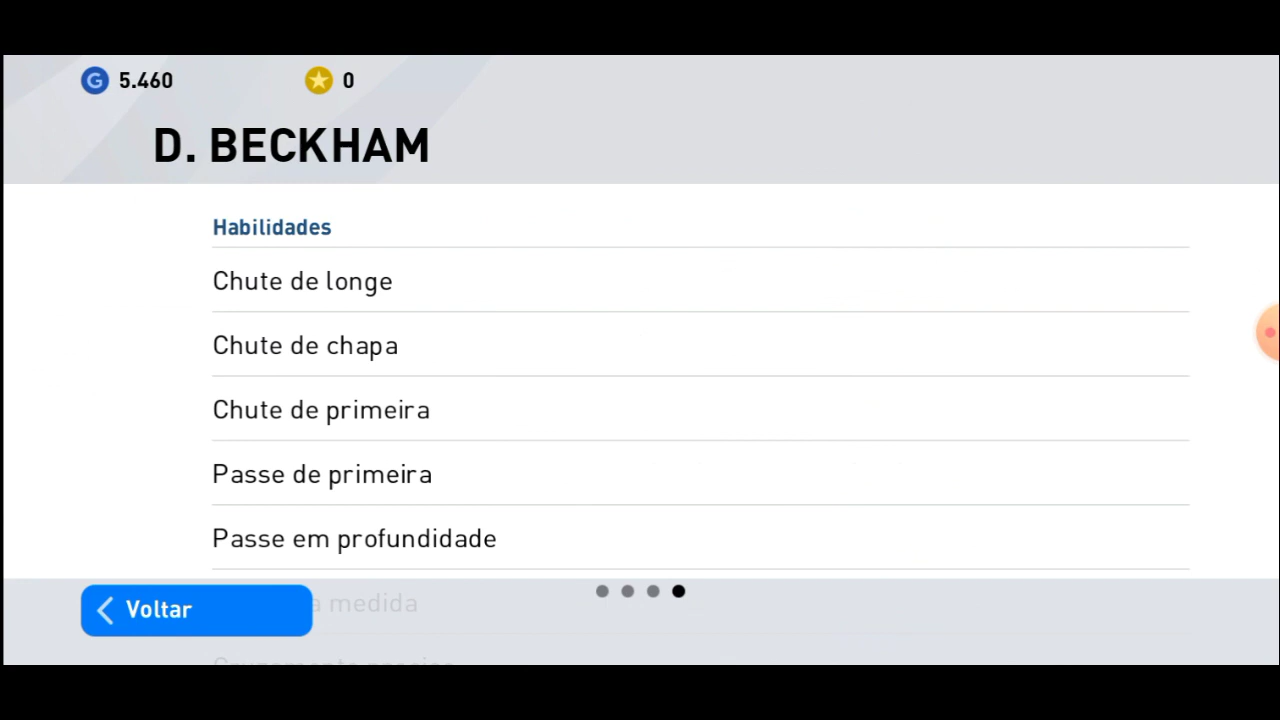 G 5.460 0
D. BECKHAM
Habilidades
Chute de longe
Chute de chapa
Chute de primeira
Passe de primeira
Passe em profundidade
a medida
Voltar